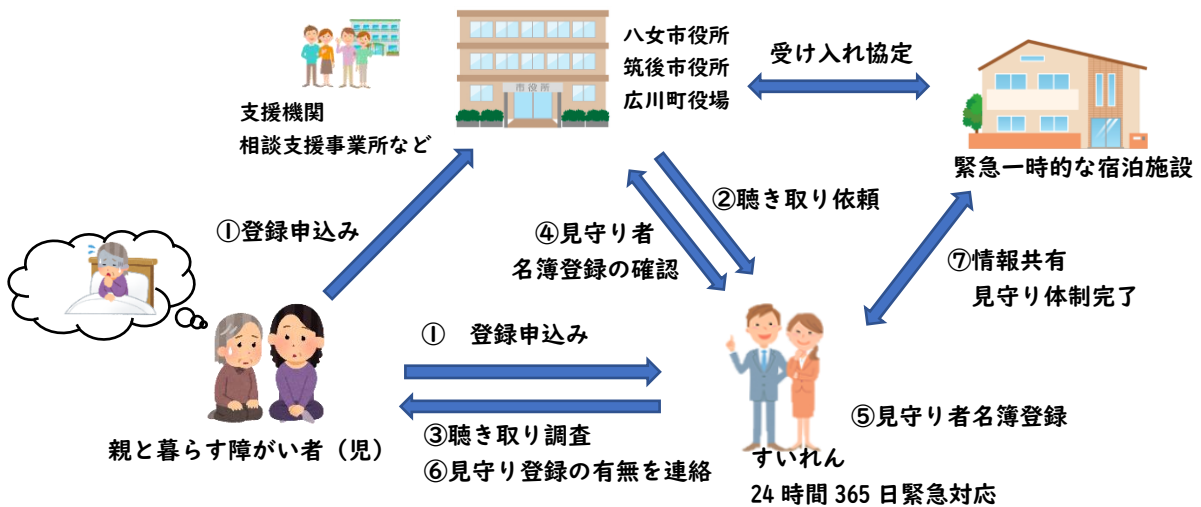 八女市役所
筑後市役所
広川町役場
市役所
受け入れ協定
支援機関
相談支援事業所など
緊急一時的な宿泊施設
①登録申込み
②聴き取り依頼
④見守り者
名簿登録の確認
⑦情報共有
見守り体制完了
①　登録申込み
③聴き取り調査
⑥見守り登録の有無を連絡
親と暮らす障がい者（児）
⑤見守り者名簿登録
すいれん
24時間365日緊急対応